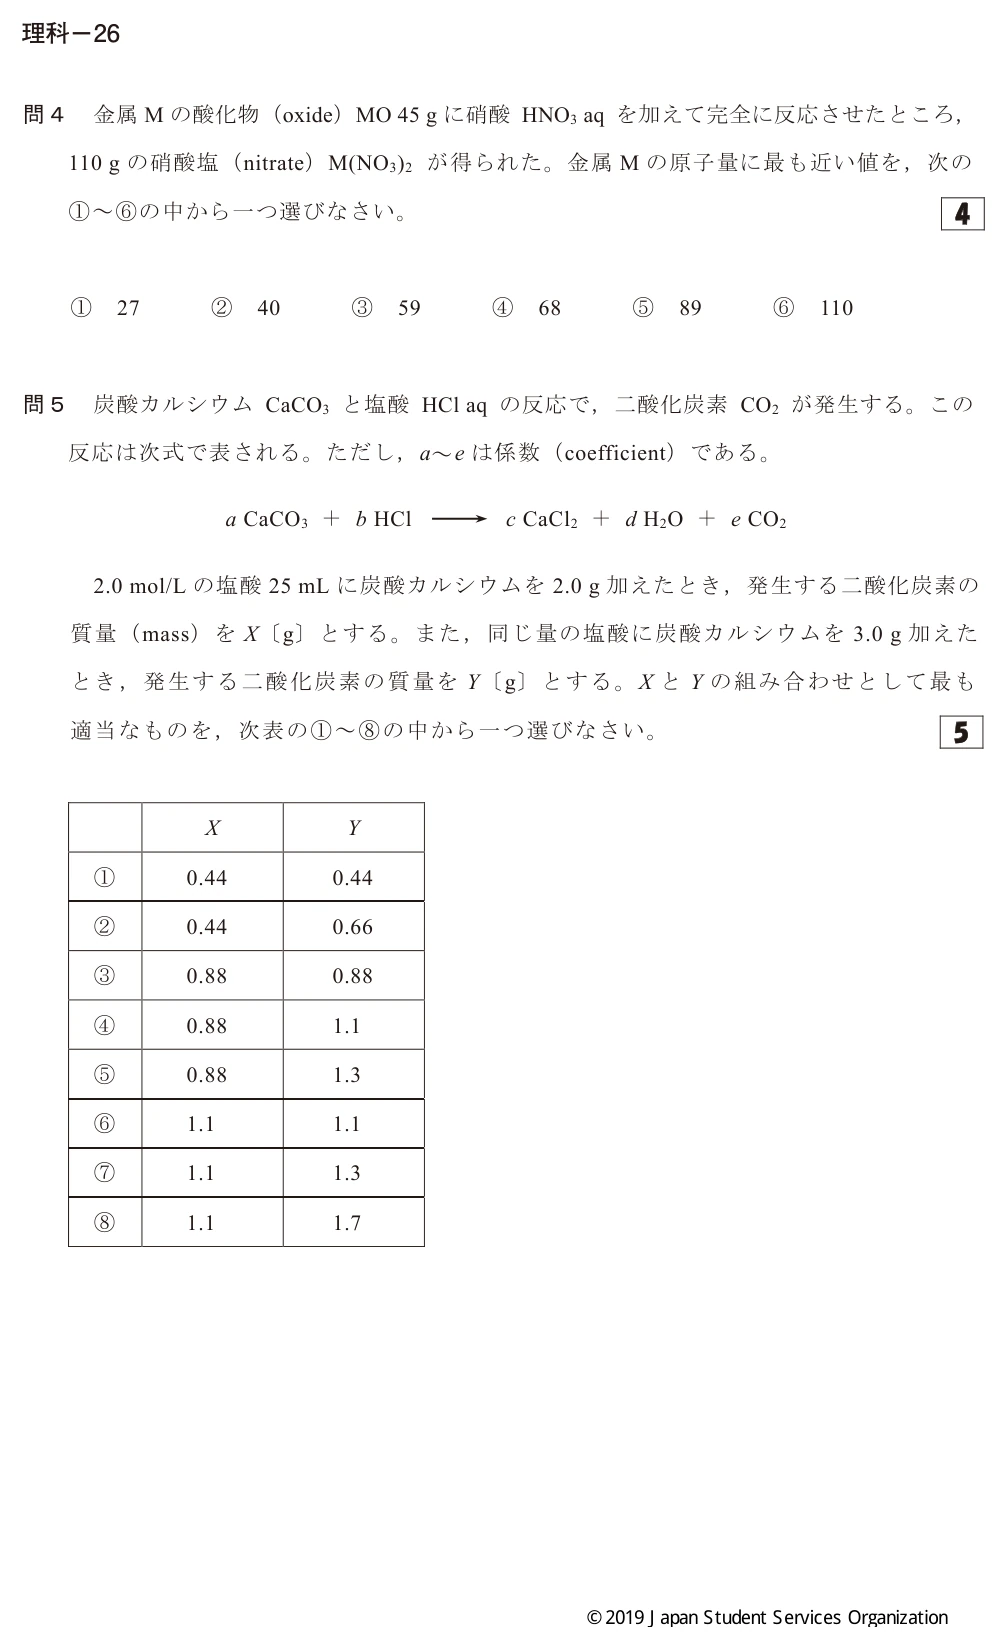 理科－26
問4　金属 M の酸化物（oxide）MO 45 g に硝酸 HNO₃ aq を加えて完全に反応させたところ，
110 g の硝酸塩（nitrate）M(NO₃)₂ が得られた。金属 M の原子量に最も近い値を，次の
①～⑥の中から一つ選びなさい。 4
① 27　② 40　③ 59　④ 68　⑤ 89　⑥ 110
問5　炭酸カルシウム CaCO₃ と塩酸 HCl aq の反応で，二酸化炭素 CO₂ が発生する。この
反応は次式で表される。ただし，a～e は係数（coefficient）である。
a CaCO₃ ＋ b HCl ⟶ c CaCl₂ ＋ d H₂O ＋ e CO₂
2.0 mol/L の塩酸 25 mL に炭酸カルシウムを 2.0 g 加えたとき，発生する二酸化炭素の
質量（mass）を X〔g〕とする。また，同じ量の塩酸に炭酸カルシウムを 3.0 g 加えた
とき，発生する二酸化炭素の質量を Y〔g〕とする。X と Y の組み合わせとして最も
適当なものを，次表の①～⑧の中から一つ選びなさい。 5
X Y
① 0.44 0.44
② 0.44 0.66
③ 0.88 0.88
④ 0.88 1.1
⑤ 0.88 1.3
⑥ 1.1 1.1
⑦ 1.1 1.3
⑧ 1.1 1.7
© 2019 Japan Student Services Organization